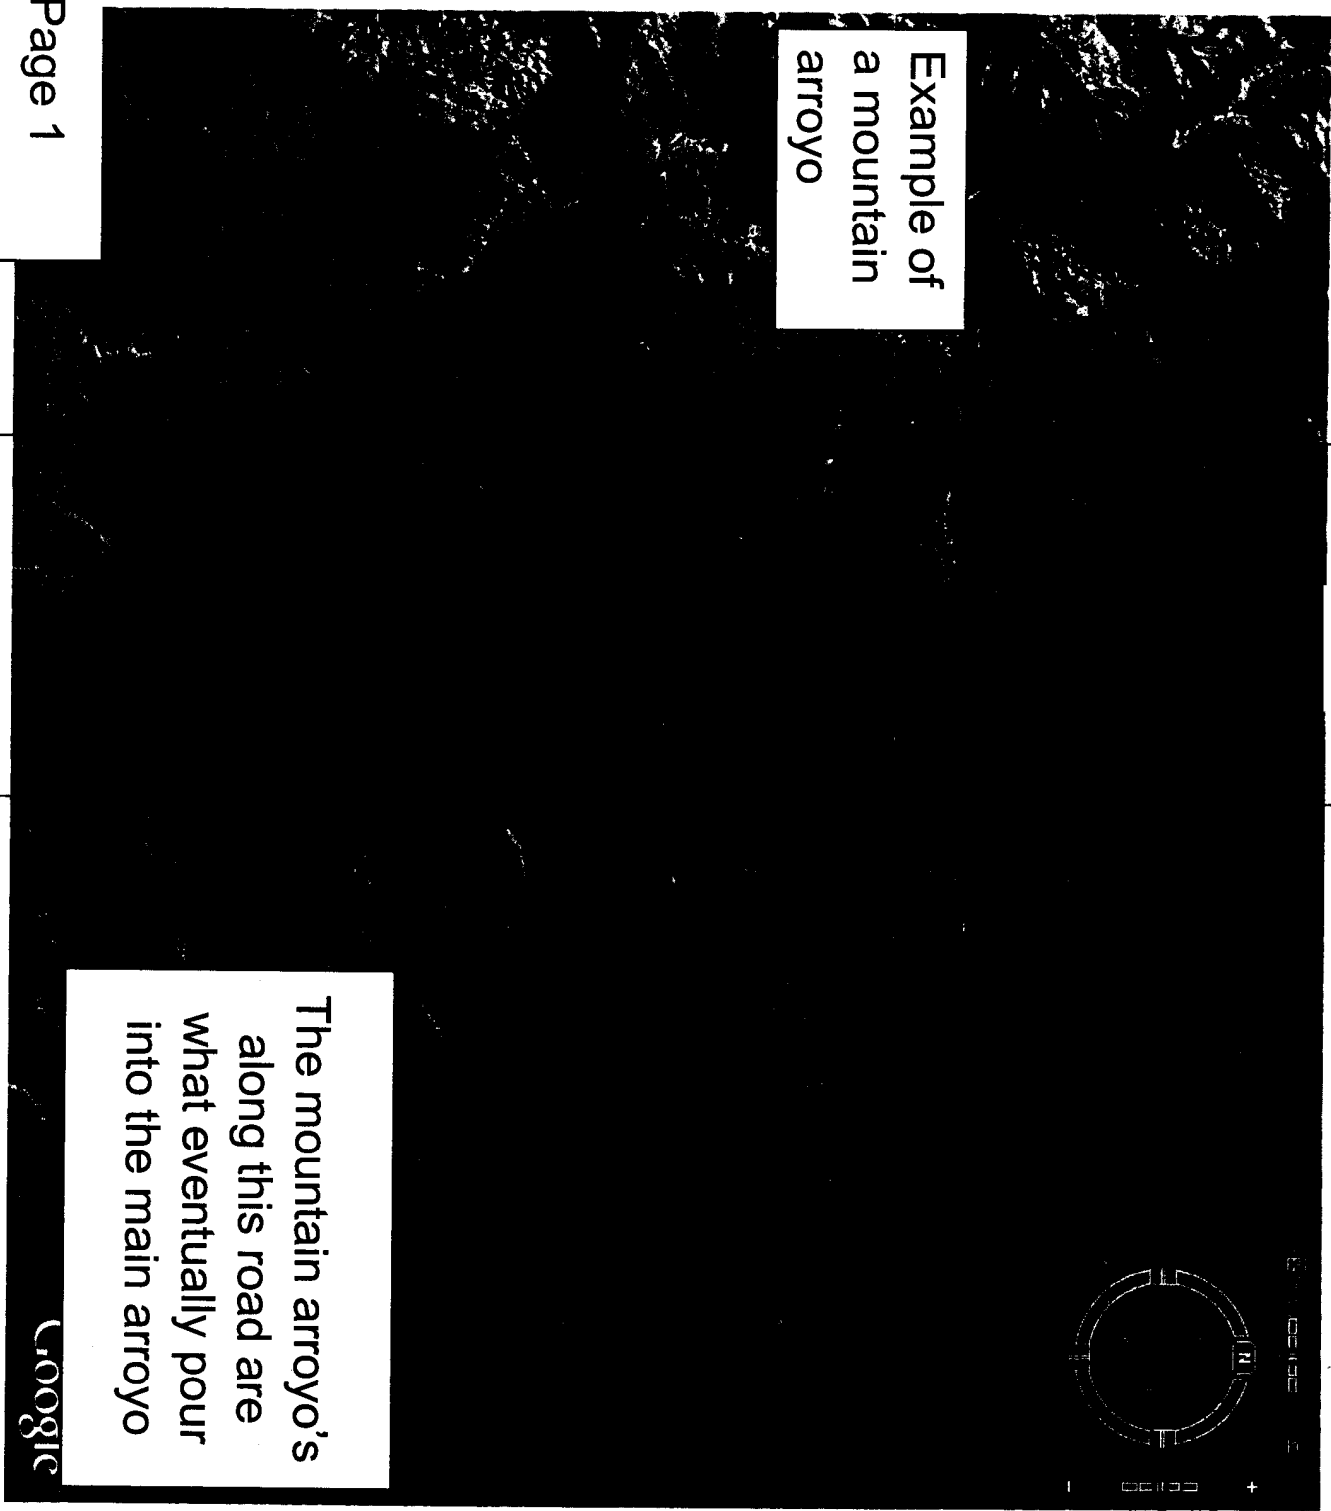 Example of
a mountain
arroyo
The mountain arroyo's
along this road are
what eventually pour
into the main arroyo
N
Google
Page 1